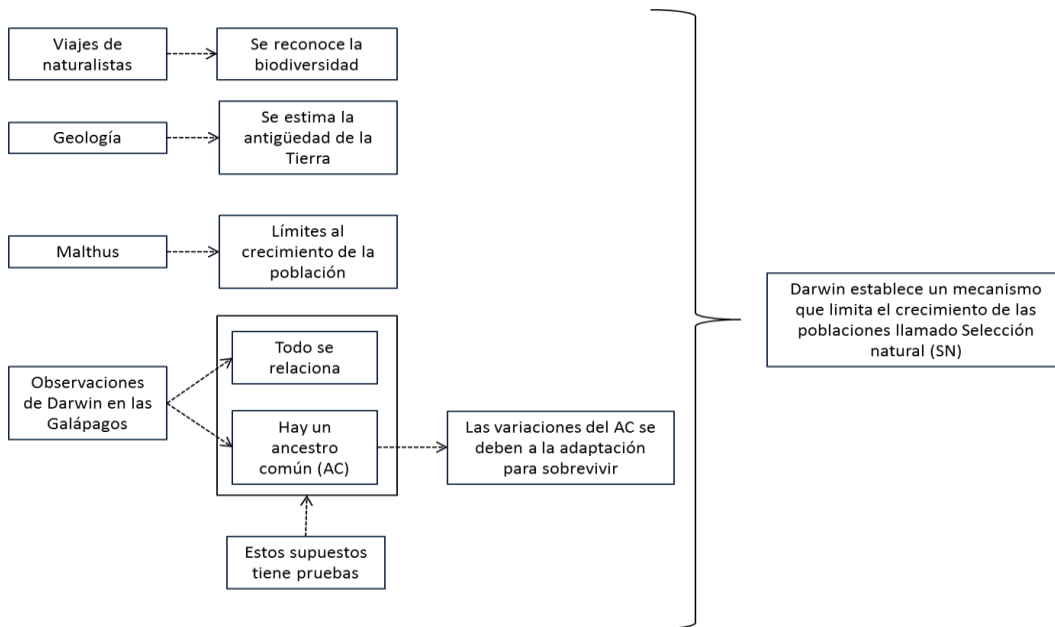 Viajes de
naturalistas
Se reconoce la
biodiversidad
Geología
Se estima la
antigüedad de la
Tierra
Malthus
Límites al
crecimiento de la
población
Observaciones
de Darwin en las
Galápagos
Todo se
relaciona
Hay un
ancestro
común (AC)
Las variaciones del AC se
deben a la adaptación
para sobrevivir
Estos supuestos
tiene pruebas
Darwin establece un mecanismo
que limita el crecimiento de las
poblaciones llamado Selección
natural (SN)